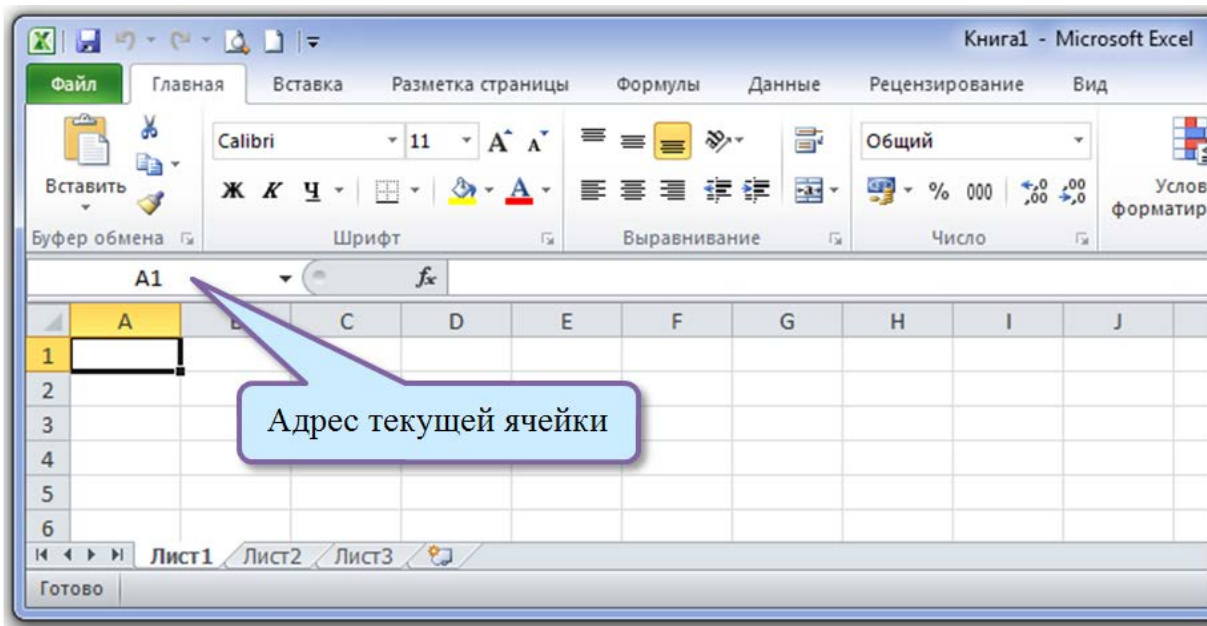 Книга1 - Microsoft Excel
Файл Главная Вставка Разметка страницы Формулы Данные Рецензирование Вид
Calibri 11 А А Общий
Вставить Ж К Ч % 000 Услов
форматир
Буфер обмена Шрифт Выравнивание Число
A1 fx
A B C D E F G H I J
1
2
Адрес текущей ячейки
3
4
5
6
Лист1 Лист2 Лист3
Готово